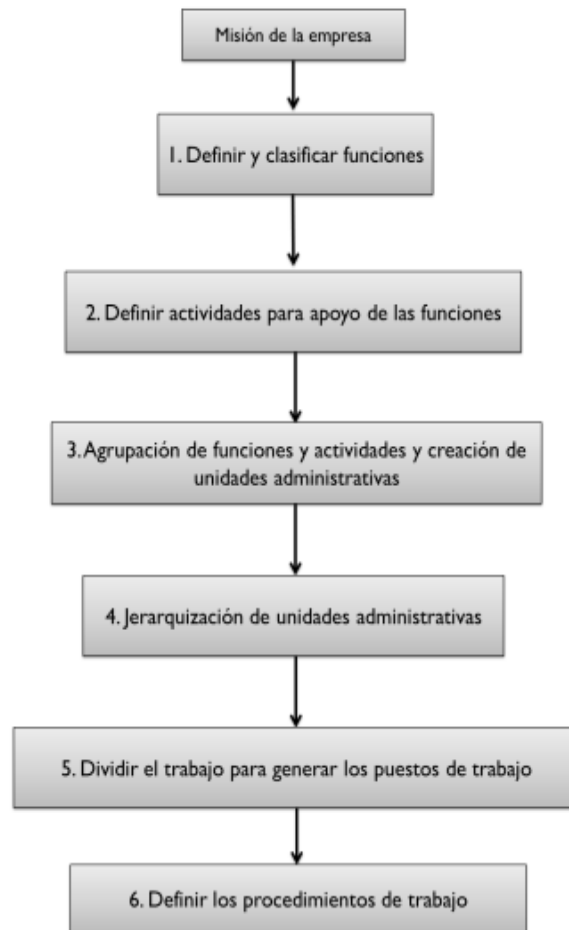 Misión de la empresa
1. Definir y clasificar funciones
2. Definir actividades para apoyo de las funciones
3. Agrupación de funciones y actividades y creación de
unidades administrativas
4. Jerarquización de unidades administrativas
5. Dividir el trabajo para generar los puestos de trabajo
6. Definir los procedimientos de trabajo